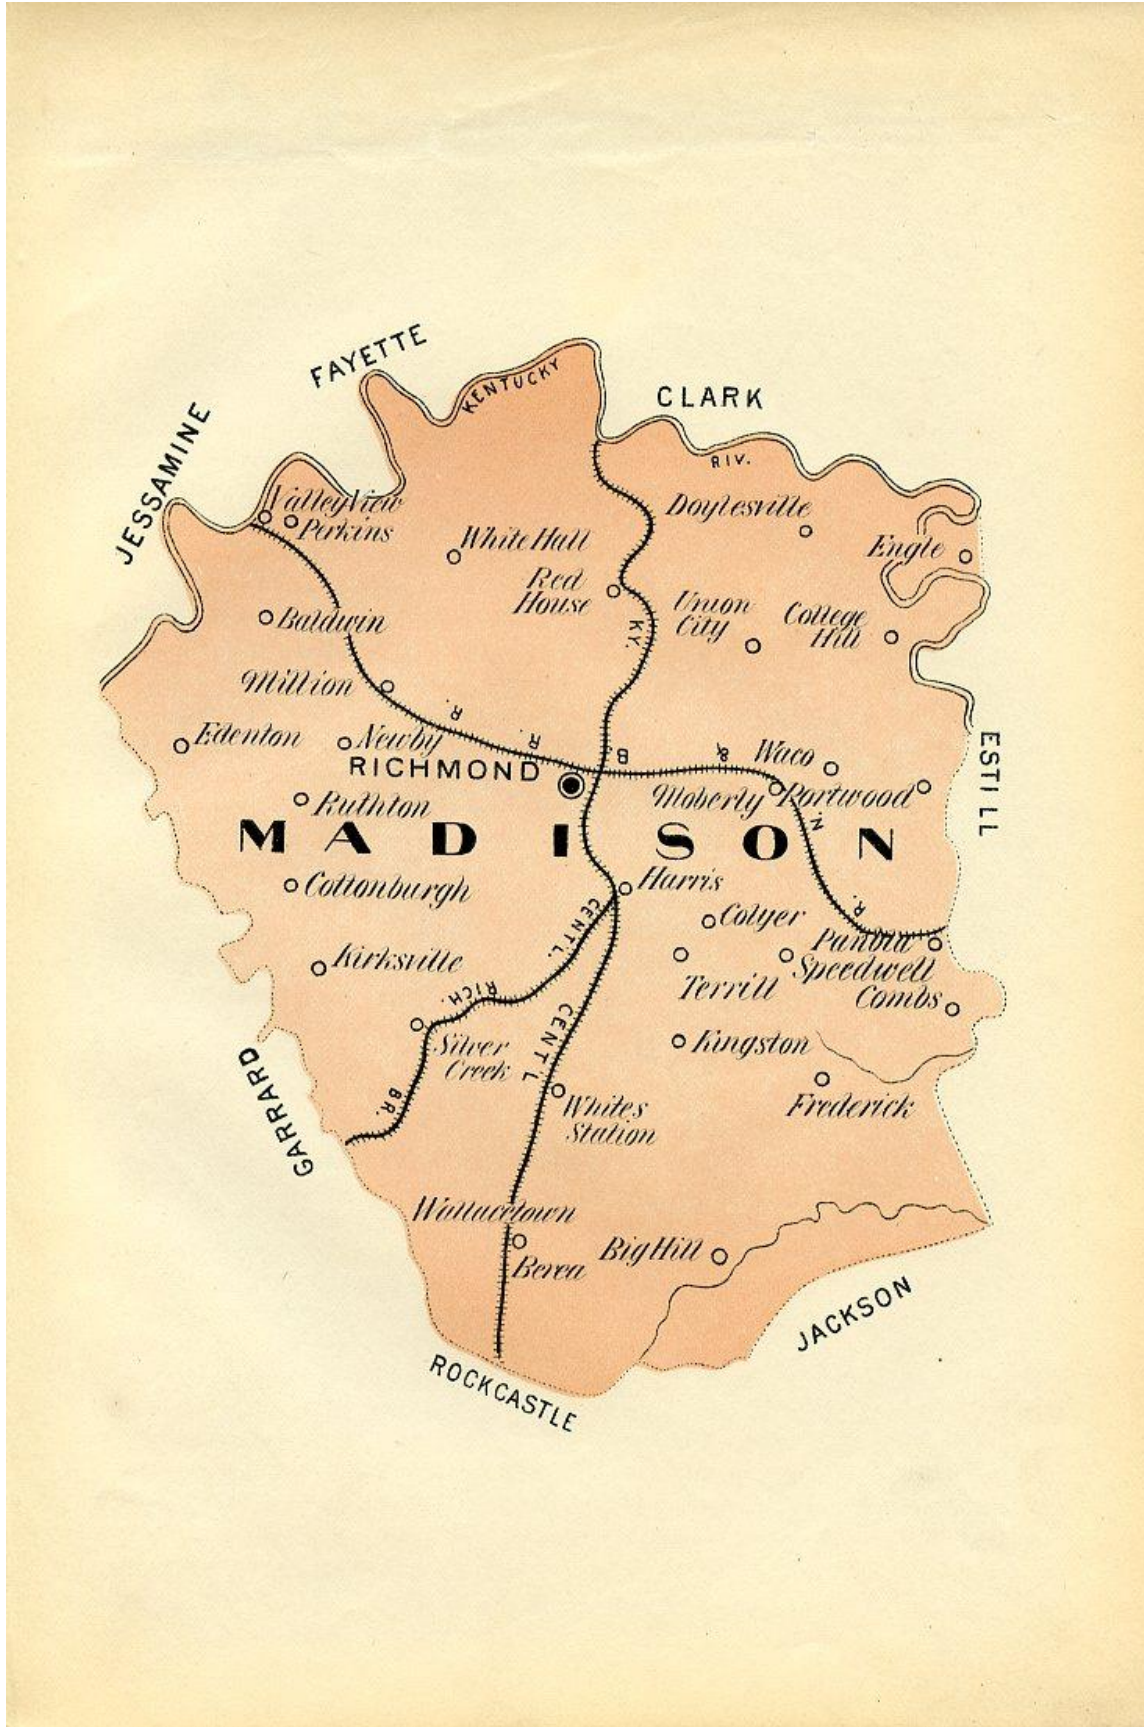 FAYETTE
KENTUCKY
CLARK
JESSAMINE
RIV.
Valley View
Perkins
Doylesville
White Hall
Engle
Red
House
Union
City
College
Hill
KY.
Baldwin
Million
R.
Edenton
Newby
R.
B.
&
Waco
ESTILL
RICHMOND
Moberly
Portwood
Ruthton
N.
MADISON
Harris
Cottonburgh
R.
CENT'L.
Colyer
Panola
Kirksville
Speedwell
Terrill
RICH.
Combs
CENT'L
Silver
Creek
Kingston
GARRARD
BR.
Whites
Station
Frederick
Wallacetown
Big Hill
Berea
JACKSON
ROCKCASTLE